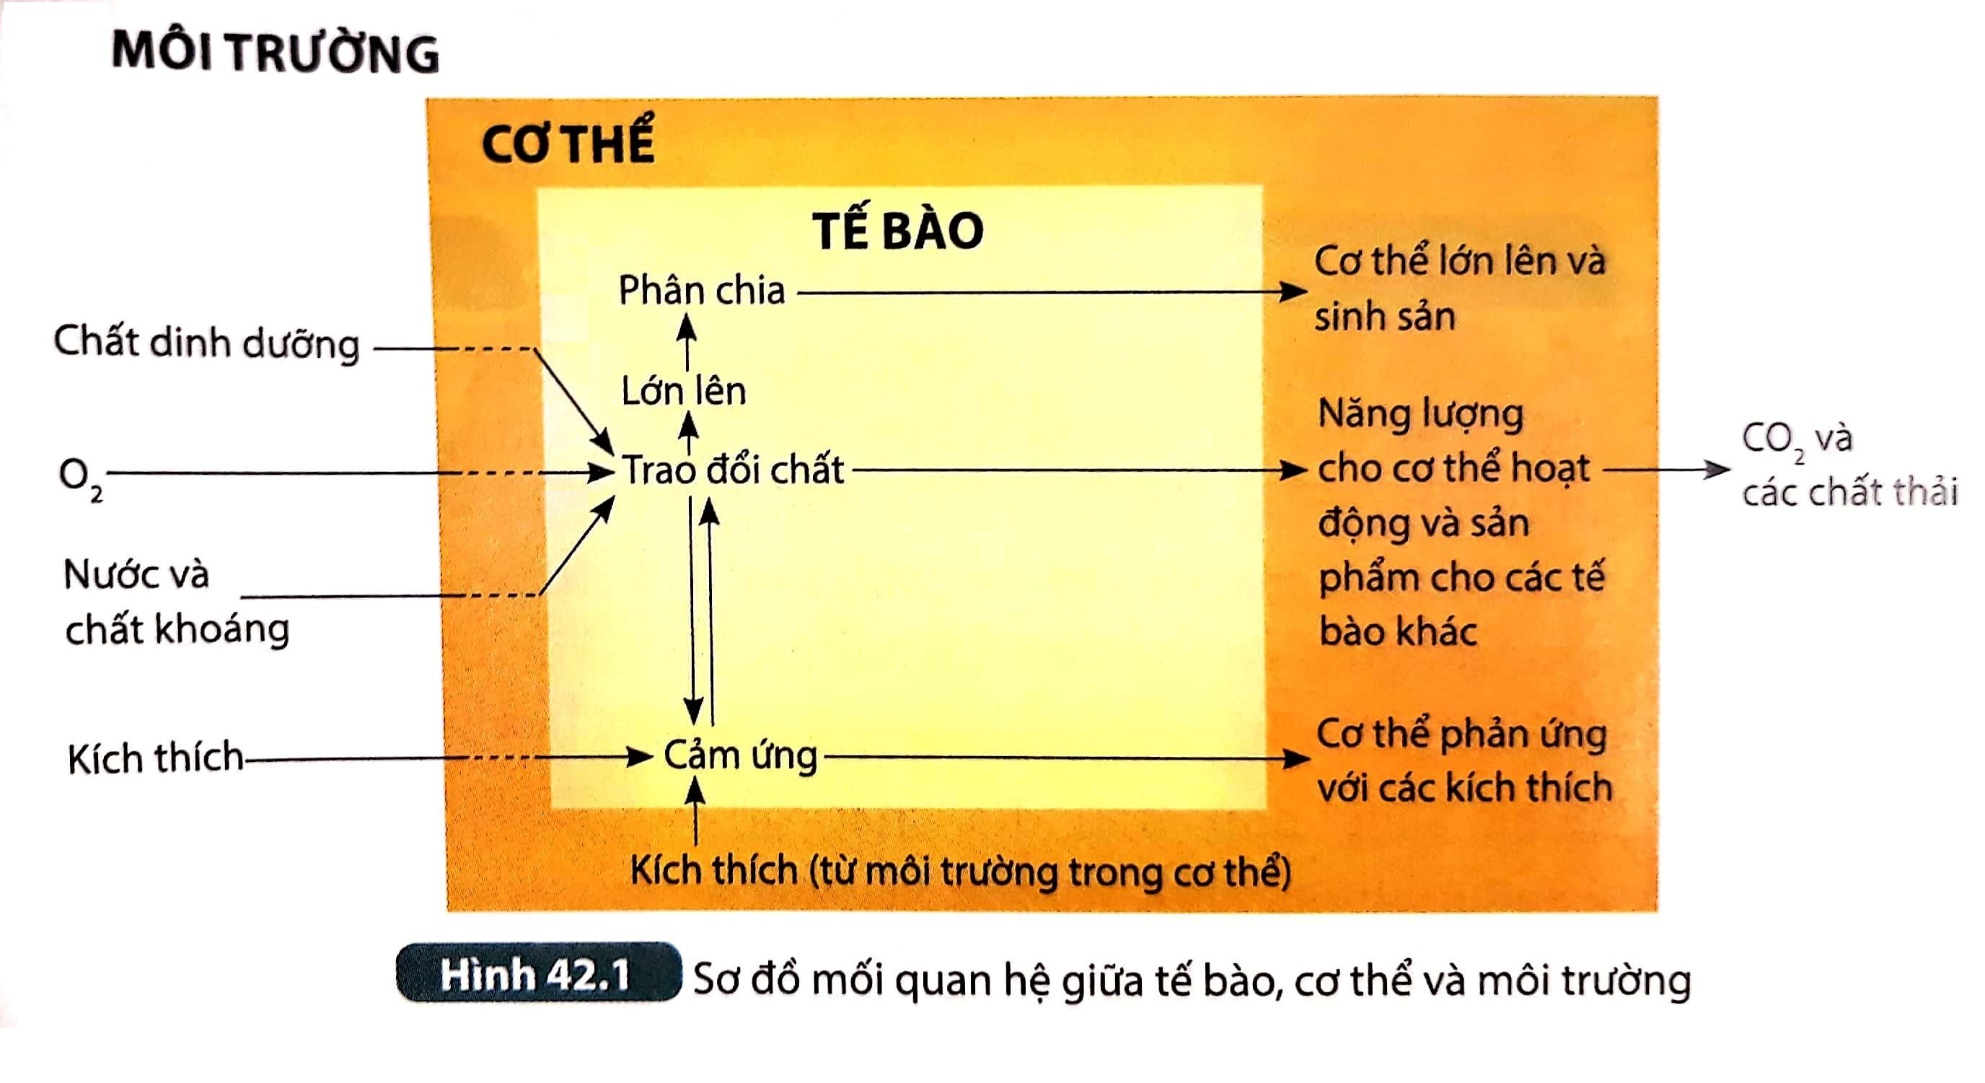 MÔI TRƯỜNG
CƠ THỂ
TẾ BÀO
Phân chia
Cơ thể lớn lên và
sinh sản
Chất dinh dưỡng
Lớn lên
O₂
Trao đổi chất
Năng lượng
cho cơ thể hoạt
động và sản
phẩm cho các tế
bào khác
CO₂ và
các chất thải
Nước và
chất khoáng
Kích thích
Cảm ứng
Cơ thể phản ứng
với các kích thích
Kích thích (từ môi trường trong cơ thể)
Hình 42.1 Sơ đồ mối quan hệ giữa tế bào, cơ thể và môi trường